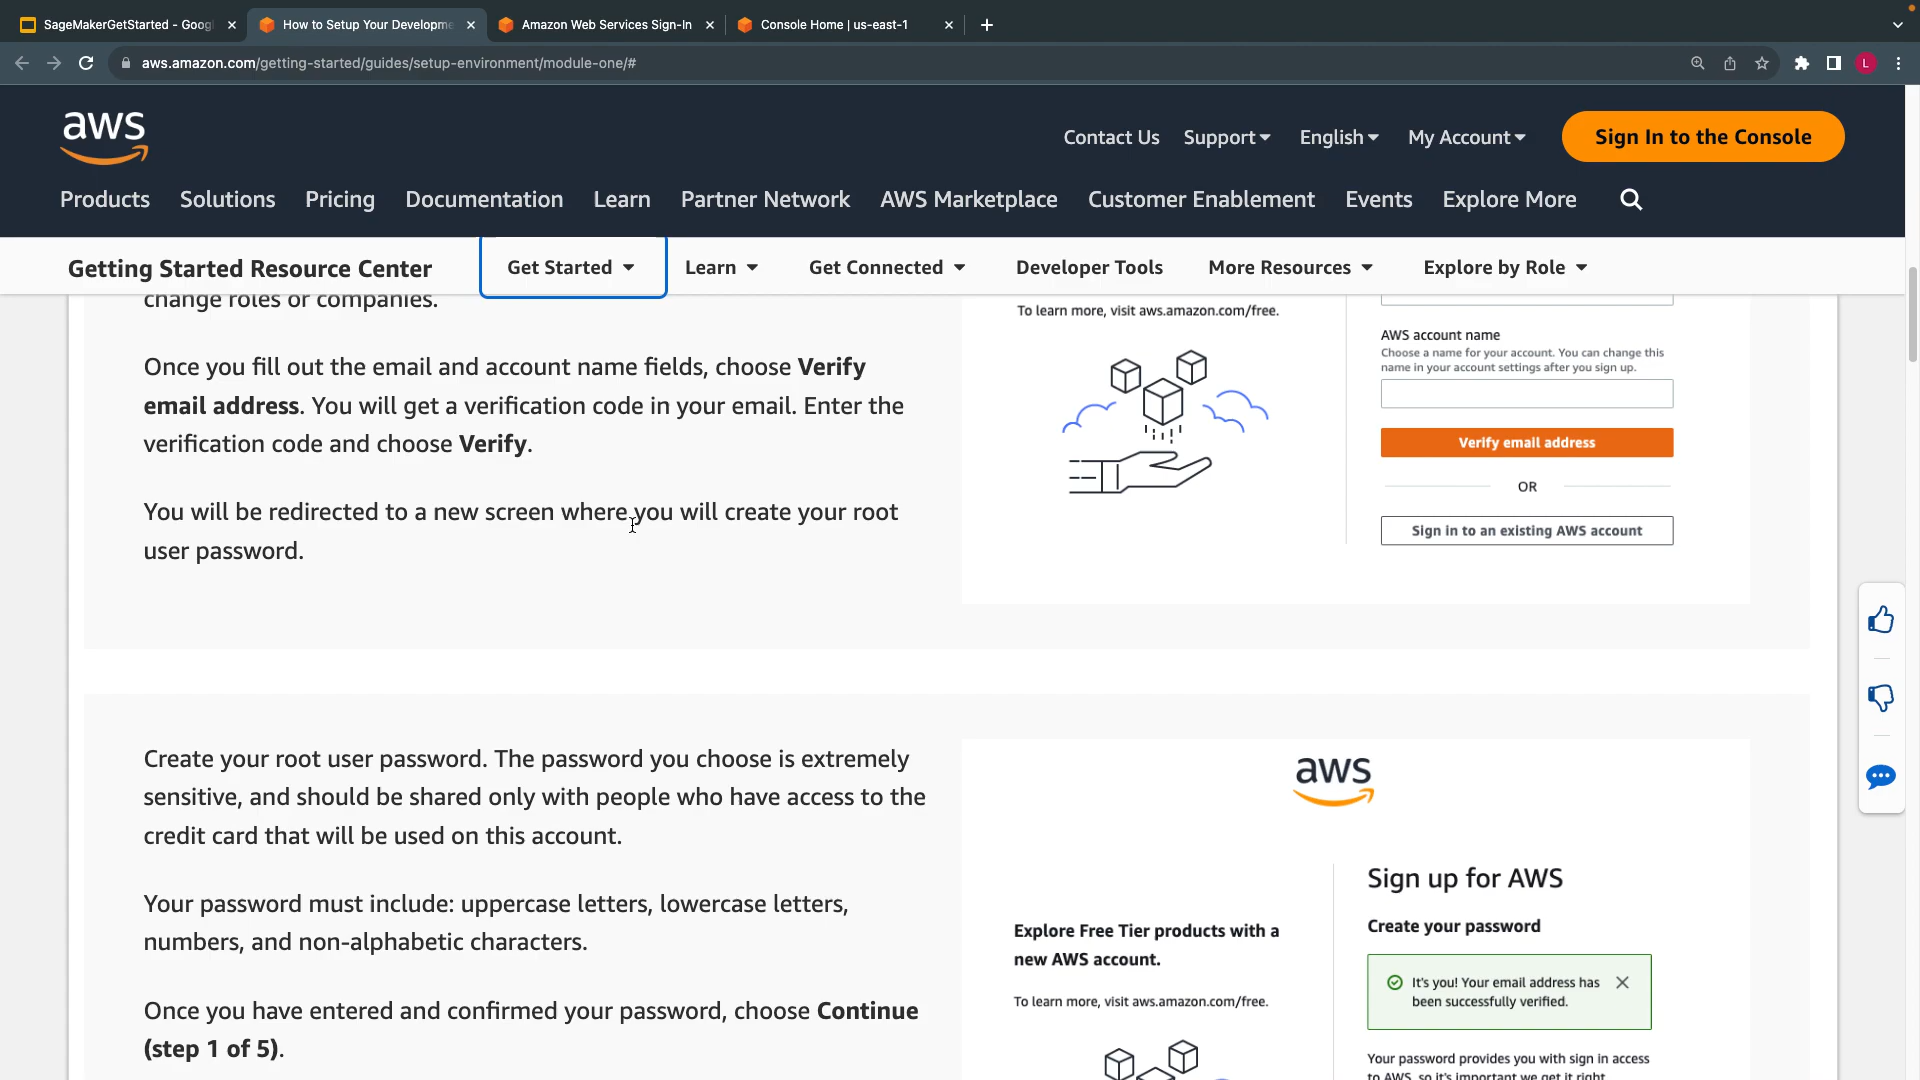 SageMakerGetStarted - Goog
How to Setup Your Developme
Amazon Web Services Sign-In
Console Home | us-east-1
aws.amazon.com/getting-started/guides/setup-environment/module-one/#
L
aws
Contact Us Support English My Account Sign In to the Console
Products Solutions Pricing Documentation Learn Partner Network AWS Marketplace Customer Enablement Events Explore More
Getting Started Resource Center Get Started Learn Get Connected Developer Tools More Resources Explore by Role
change roles or companies.
Once you fill out the email and account name fields, choose Verify
email address. You will get a verification code in your email. Enter the
verification code and choose Verify.
You will be redirected to a new screen where you will create your root
user password.
To learn more, visit aws.amazon.com/free.
AWS account name
Choose a name for your account. You can change this
name in your account settings after you sign up.
Verify email address
OR
Sign in to an existing AWS account
Create your root user password. The password you choose is extremely
sensitive, and should be shared only with people who have access to the
credit card that will be used on this account.
Your password must include: uppercase letters, lowercase letters,
numbers, and non-alphabetic characters.
Once you have entered and confirmed your password, choose Continue
(step 1 of 5).
aws
Explore Free Tier products with a
new AWS account.
To learn more, visit aws.amazon.com/free.
Sign up for AWS
Create your password
It's you! Your email address has
been successfully verified.
Your password provides you with sign in access
to AWS, so it's important we get it right.